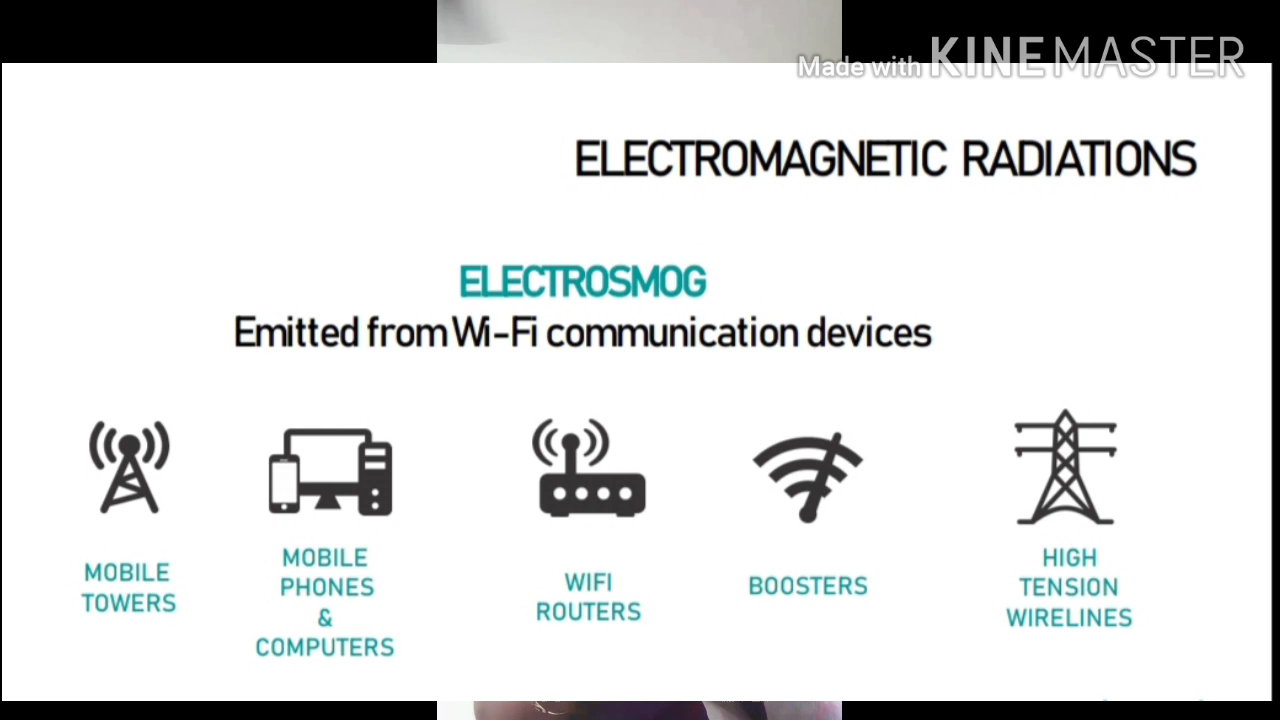 Made with KINEMASTER
ELECTROMAGNETIC RADIATIONS
ELECTROSMOG
Emitted from Wi-Fi communication devices
MOBILE
TOWERS
MOBILE
PHONES
&
COMPUTERS
WIFI
ROUTERS
BOOSTERS
HIGH
TENSION
WIRELINES